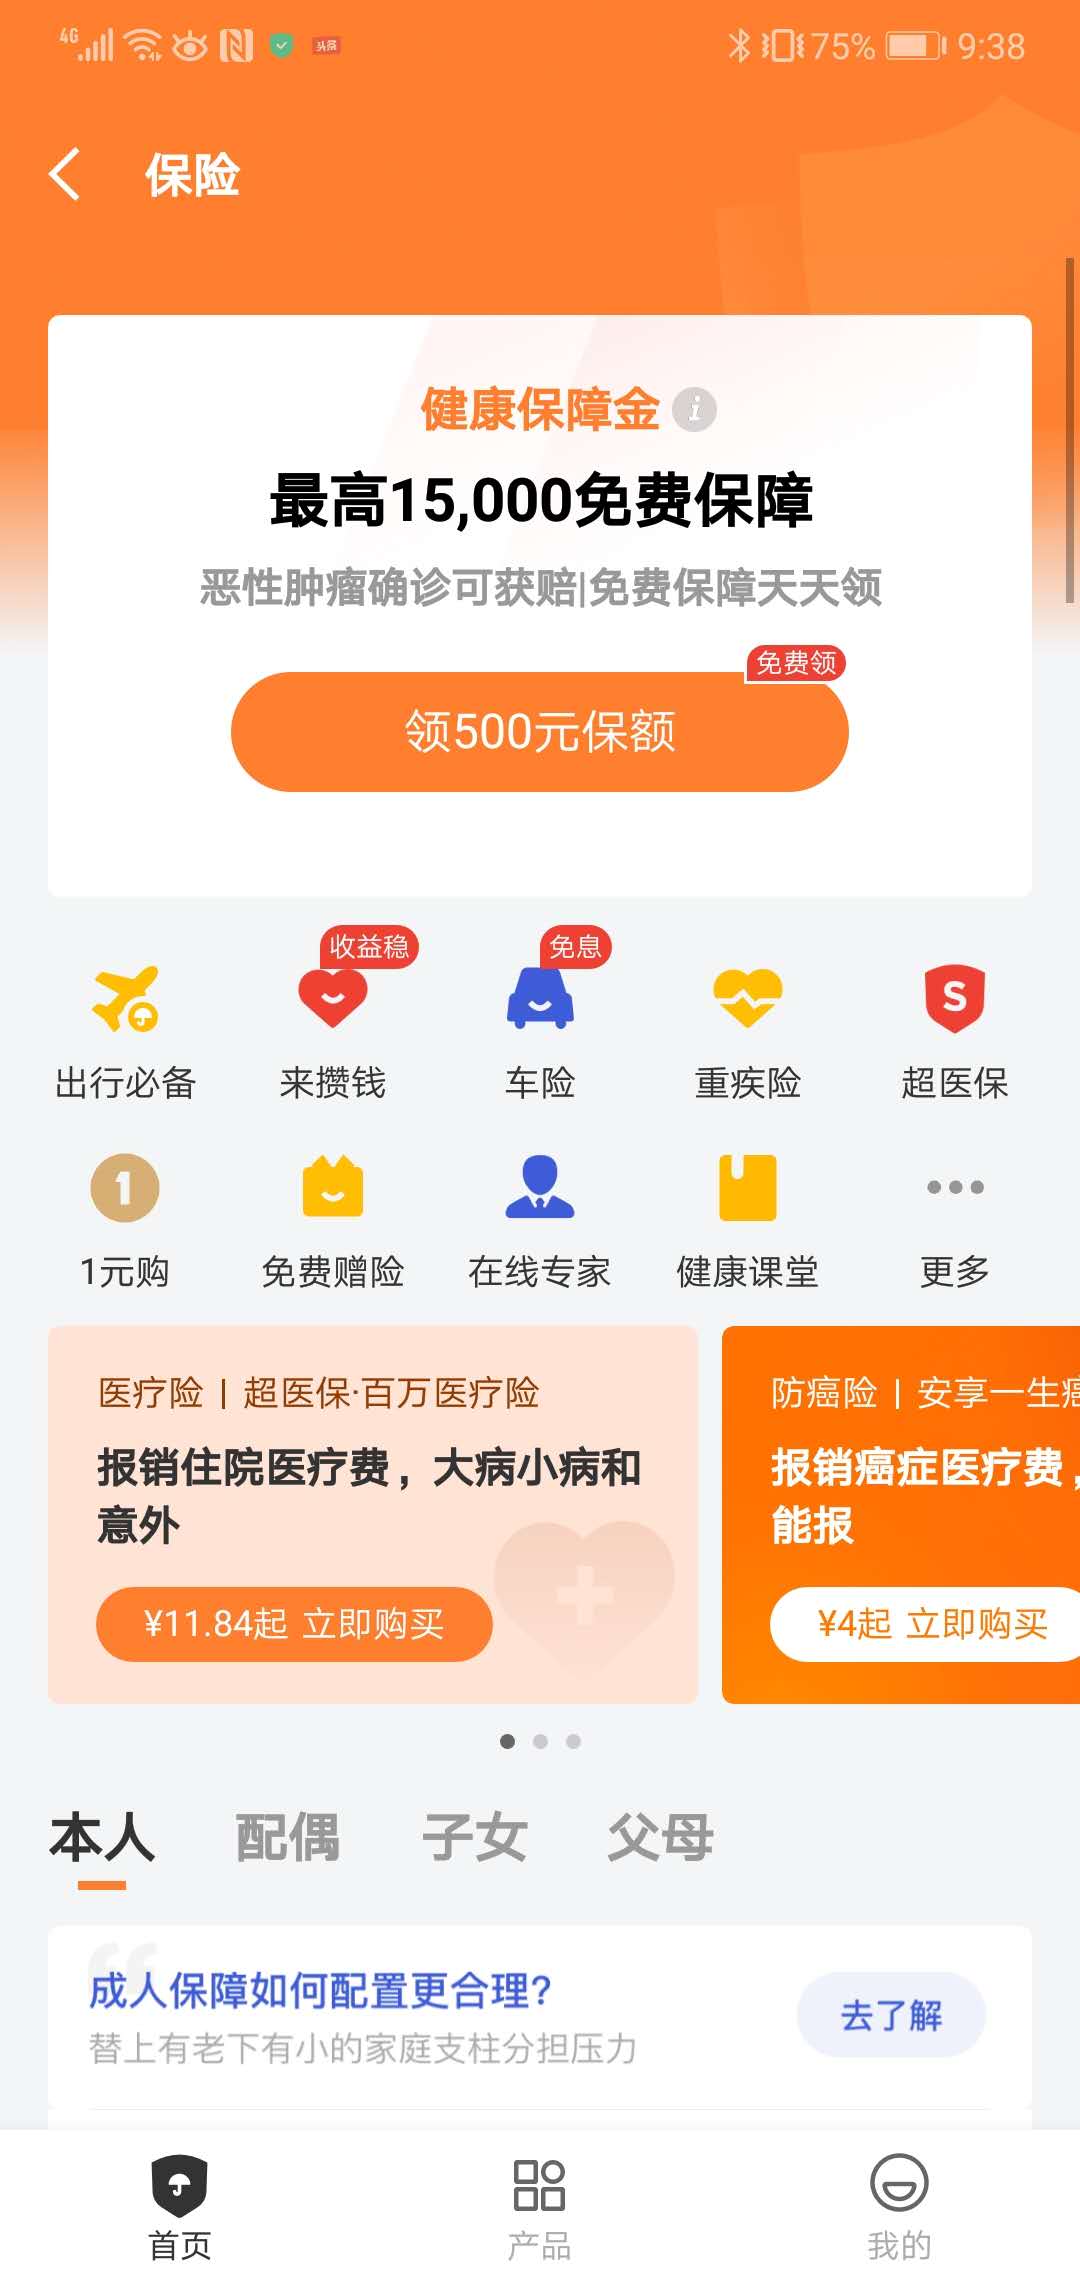 4G
头条
75%
9:38
保险
健康保障金
最高15,000免费保障
恶性肿瘤确诊可获赔|免费保障天天领
免费领
领500元保额
收益稳
免息
出行必备
来攒钱
车险
重疾险
S
超医保
1
1元购
免费赠险
在线专家
健康课堂
更多
医疗险 | 超医保·百万医疗险
报销住院医疗费，大病小病和
意外
¥11.84起 立即购买
防癌险 | 安享一生癌
报销癌症医疗费，
能报
¥4起 立即购买
本人
配偶
子女
父母
成人保障如何配置更合理?
替上有老下有小的家庭支柱分担压力
去了解
首页
产品
我的